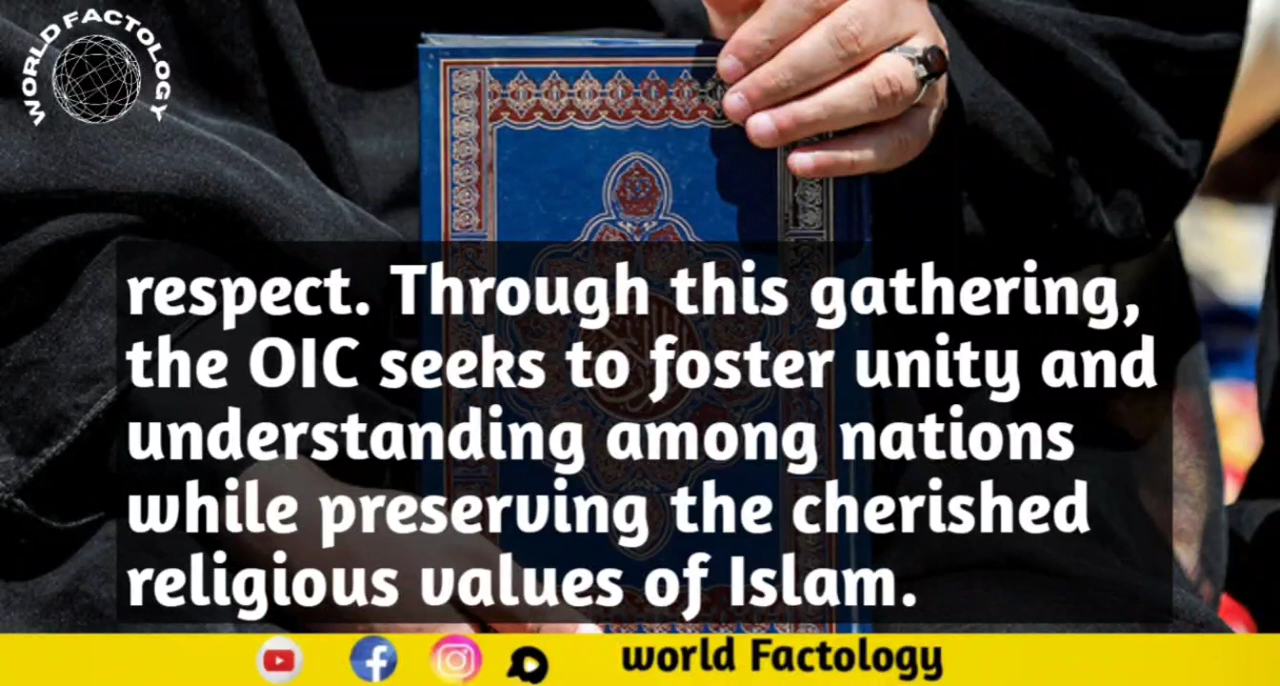 WORLD FACTOLOGY
respect. Through this gathering,
the OIC seeks to foster unity and
understanding among nations
while preserving the cherished
religious values of Islam.
world Factology